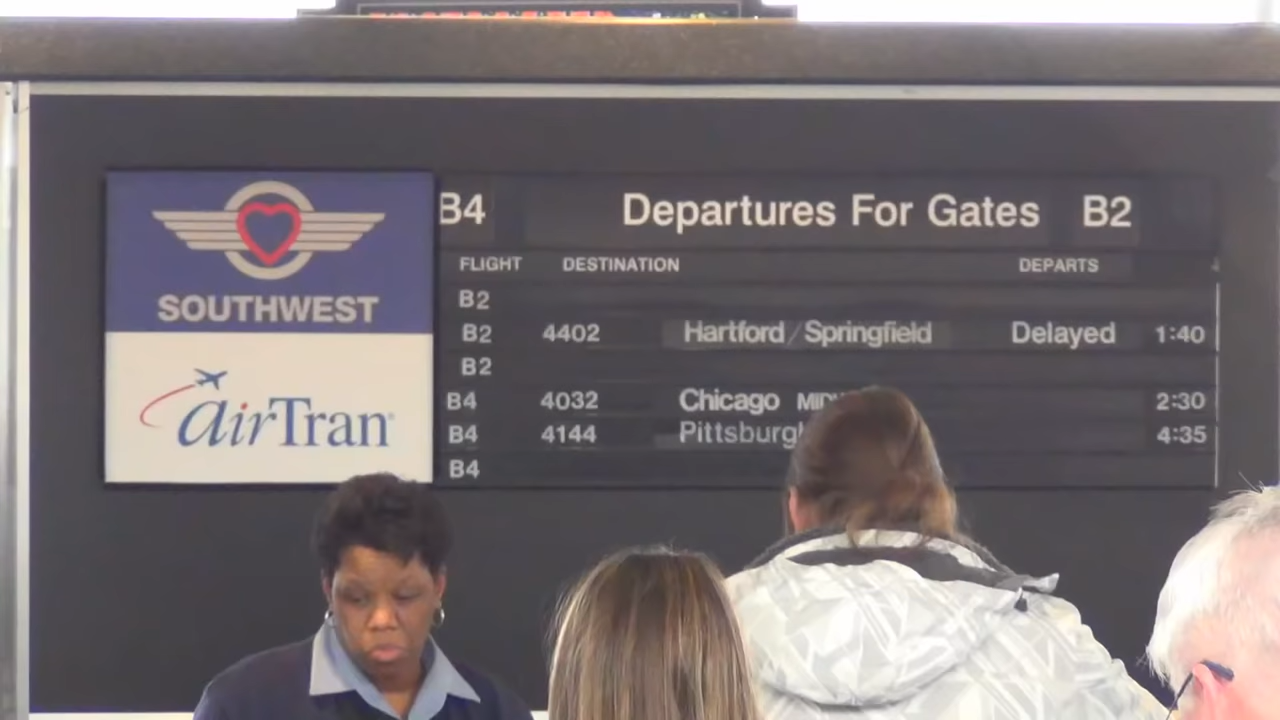 SOUTHWEST
airTran
B4 Departures For Gates B2
FLIGHT DESTINATION DEPARTS
B2
B2 4402 Hartford/Springfield Delayed 1:40
B2
B4 4032 Chicago 2:30
B4 4144 4:35
B4